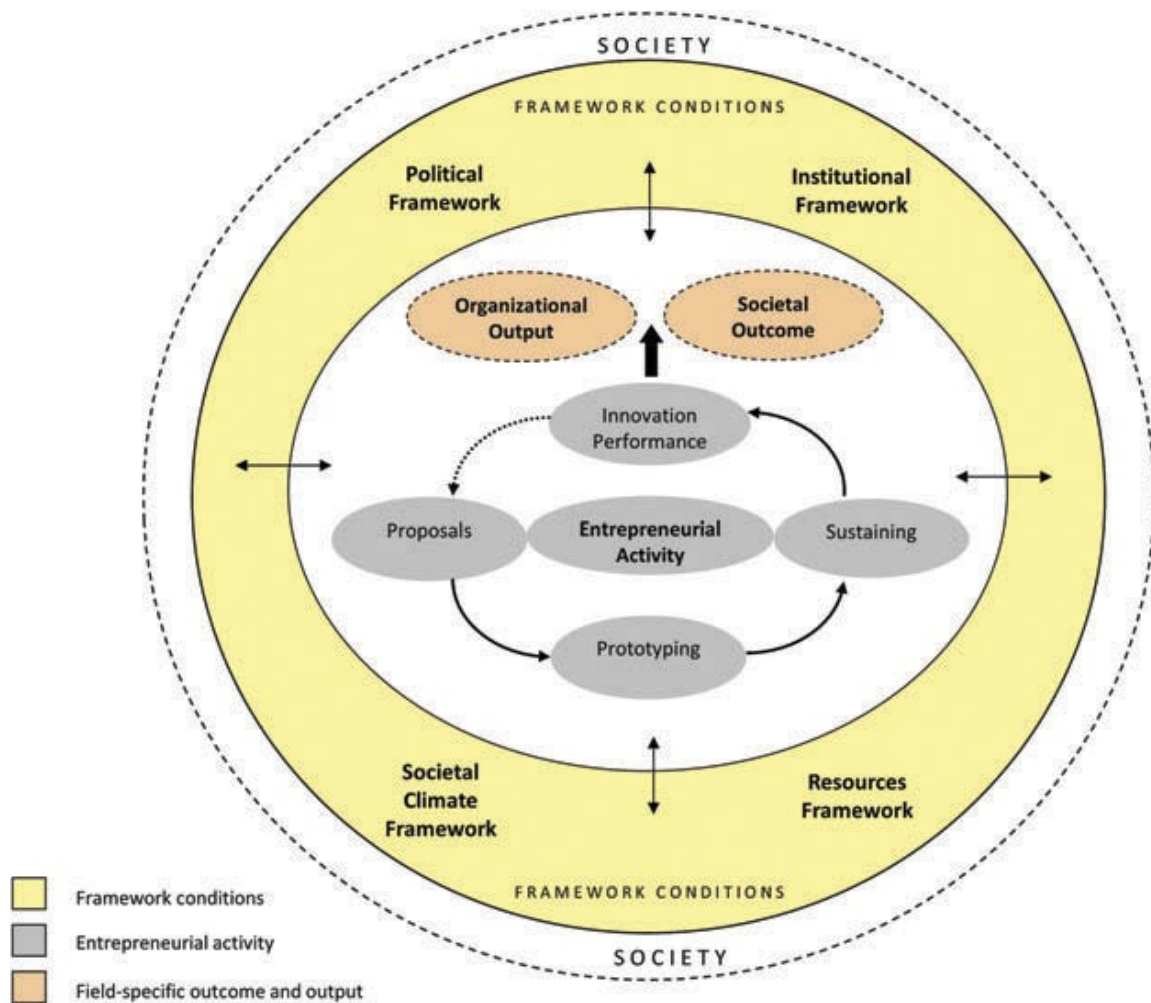 SOCIETY
FRAMEWORK CONDITIONS
Political
Framework
Institutional
Framework
Organizational
Output
Societal
Outcome
Innovation
Performance
Proposals
Entrepreneurial
Activity
Sustaining
Prototyping
Societal
Climate
Framework
Resources
Framework
FRAMEWORK CONDITIONS
SOCIETY
Framework conditions
Entrepreneurial activity
Field-specific outcome and output